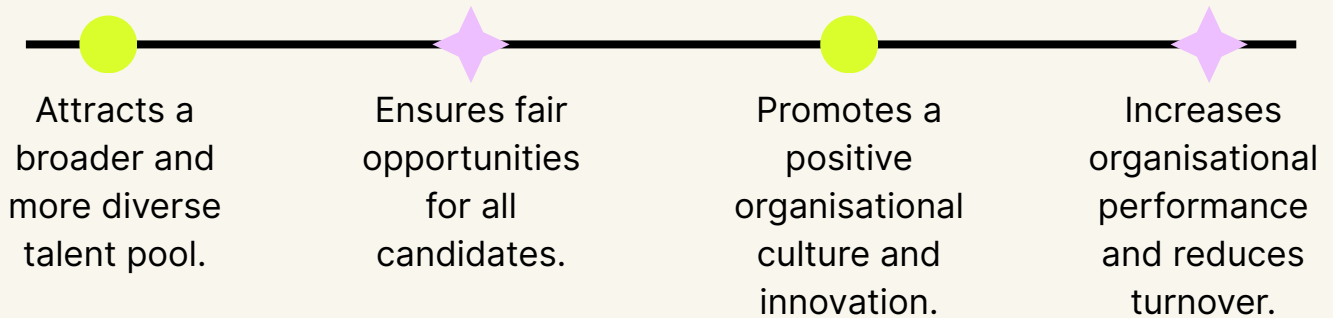 Attracts a
broader and
more diverse
talent pool.
Ensures fair
opportunities
for all
candidates.
Promotes a
positive
organisational
culture and
innovation.
Increases
organisational
performance
and reduces
turnover.